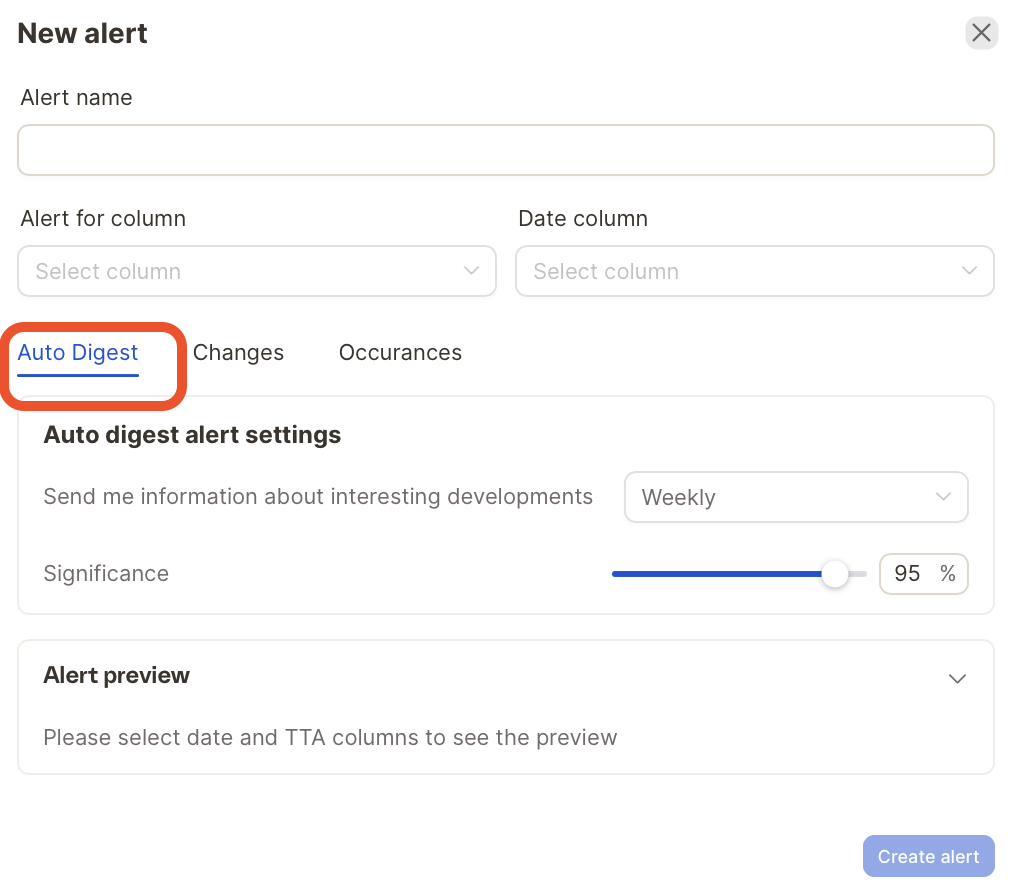 New alert
Alert name
Alert for column
Date column
Select column
Select column
Auto Digest
Changes
Occurances
Auto digest alert settings
Send me information about interesting developments
Weekly
Significance
95 %
Alert preview
Please select date and TTA columns to see the preview
Create alert